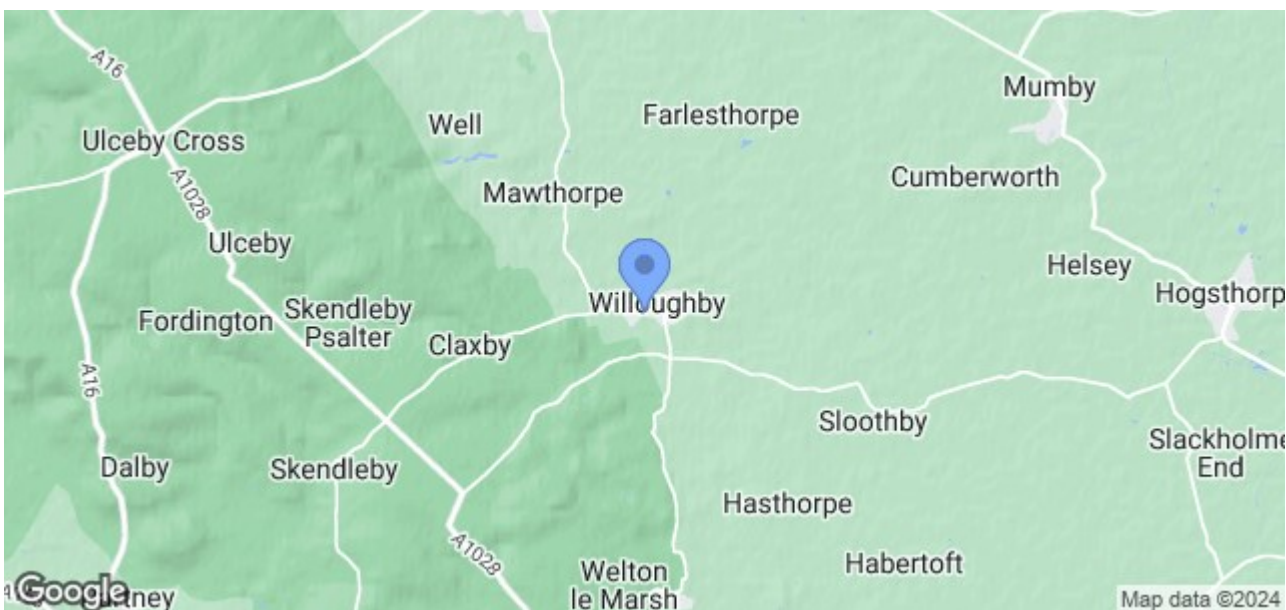 A16
Mumby
Farlesthorpe
Well
Ulceby Cross
Cumberworth
A1028
Mawthorpe
Ulceby
Helsey
Hogsthorp
Willoughby
Skendleby
Psalter
Fordington
Claxby
A16
Sloothby
Slackholme
End
Dalby
Skendleby
Hasthorpe
A1028
Habertoft
Welton
le Marsh
Google
rtney
Map data ©2024